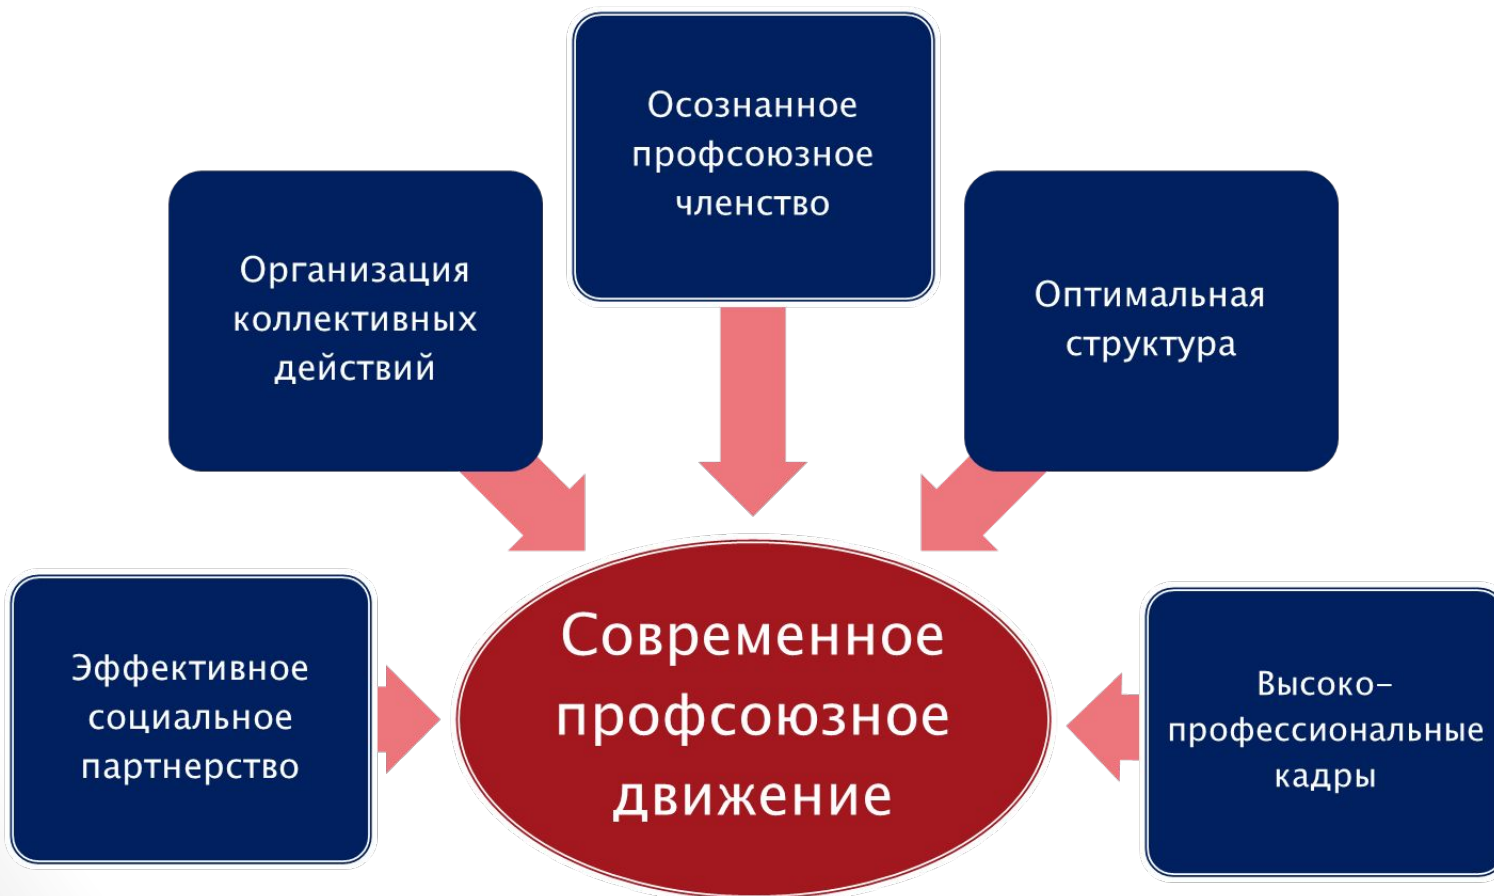 Осознанное
профсоюзное
членство
Организация
коллективных
действий
Оптимальная
структура
Эффективное
социальное
партнерство
Современное
профсоюзное
движение
Высоко-
профессиональные
кадры